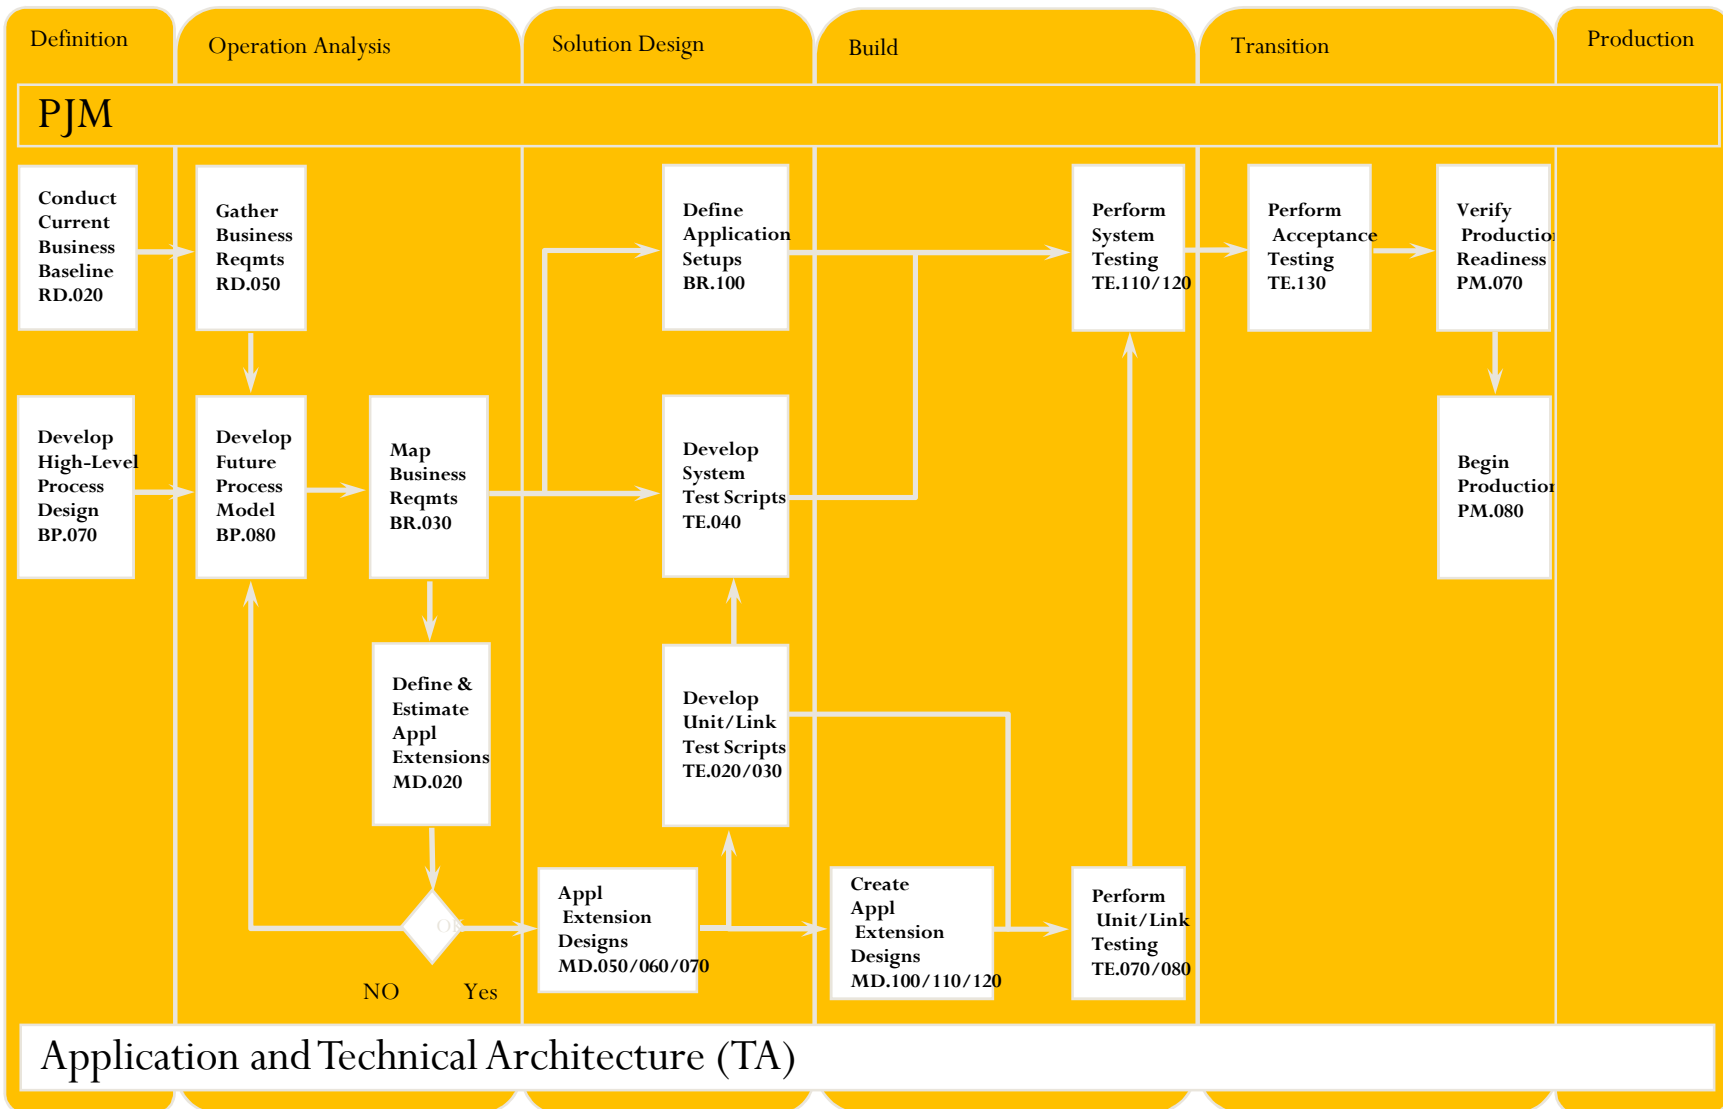 Definition
Operation Analysis
Solution Design
Build
Transition
Production
PJM
Conduct
Current
Business
Baseline
RD.020
Gather
Business
Reqmts
RD.050
Define
Application
Setups
BR.100
Perform
System
Testing
TE.110/120
Perform
Acceptance
Testing
TE.130
Verify
Production
Readiness
PM.070
Develop
High-Level
Process
Design
BP.070
Develop
Future
Process
Model
BP.080
Map
Business
Reqmts
BR.030
Develop
System
Test Scripts
TE.040
Begin
Production
PM.080
Define &
Estimate
Appl
Extensions
MD.020
Develop
Unit/Link
Test Scripts
TE.020/030
OK
Appl
Extension
Designs
MD.050/060/070
Create
Appl
Extension
Designs
MD.100/110/120
Perform
Unit/Link
Testing
TE.070/080
NO
Yes
Application and Technical Architecture (TA)